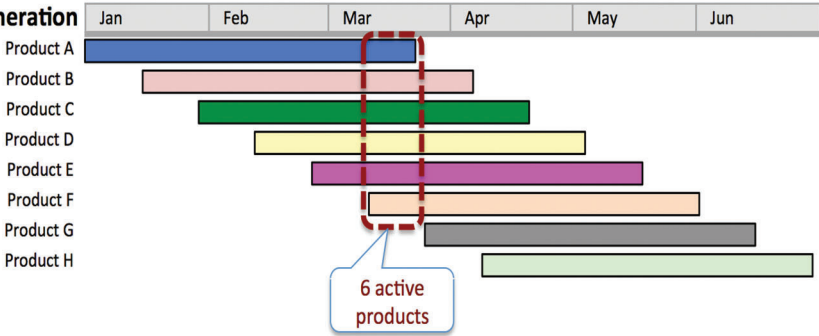 neration Jan Feb Mar Apr May Jun
Product A
Product B
Product C
Product D
Product E
Product F
Product G
Product H
6 active
products